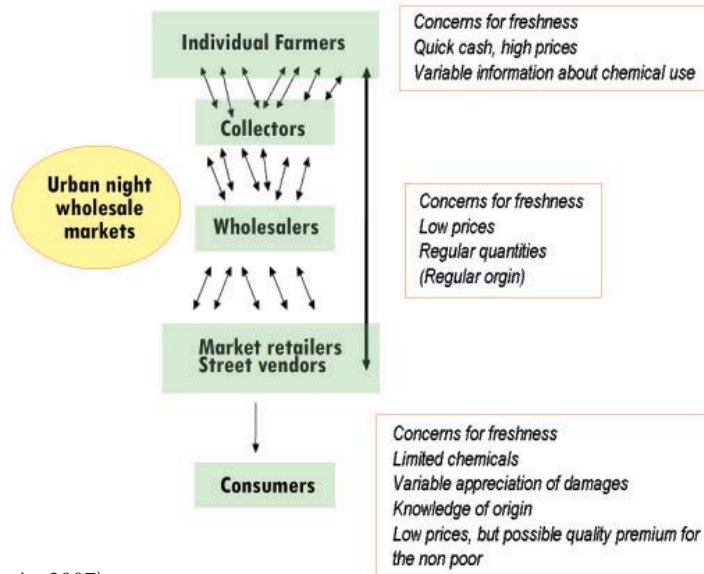 Individual Farmers
Concerns for freshness
Quick cash, high prices
Variable information about chemical use
Collectors
Urban night
wholesale
markets
Wholesalers
Concerns for freshness
Low prices
Regular quantities
(Regular orgin)
Market retailers
Street vendors
Consumers
Concerns for freshness
Limited chemicals
Variable appreciation of damages
Knowledge of origin
Low prices, but possible quality premium for
the non poor
2007)